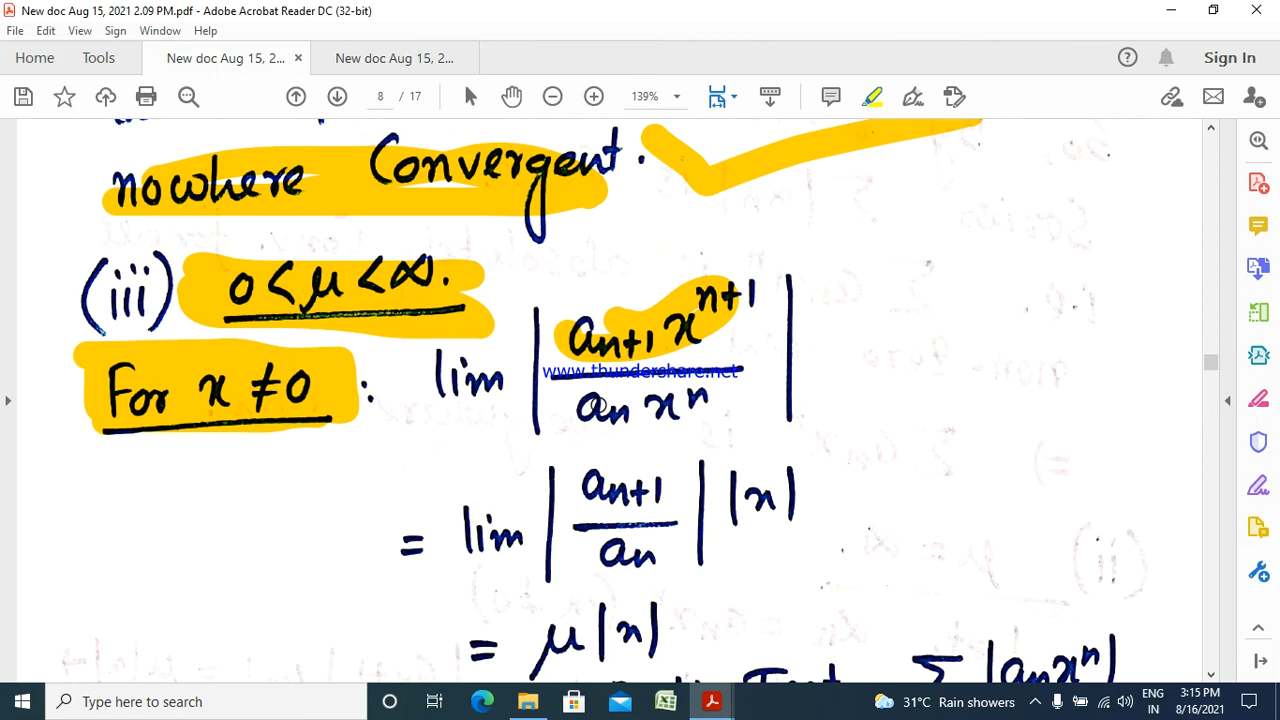 New doc Aug 15, 2021 2.09 PM.pdf - Adobe Acrobat Reader DC (32-bit)
File Edit View Sign Window Help
Home Tools New doc Aug 15, 2... × New doc Aug 15, 2... Sign In
8 / 17 139%
nowhere Convergent.
(iii) 0 < μ < ∞.
For x ≠ 0 : lim | a_{n+1} x^{n+1} / a_n x^n |
www.thundershare.net
= lim | a_{n+1} / a_n | |x|
= μ|x|
Test Σ |a_n x^n|
Type here to search
31°C Rain showers
ENG
IN
3:15 PM
8/16/2021